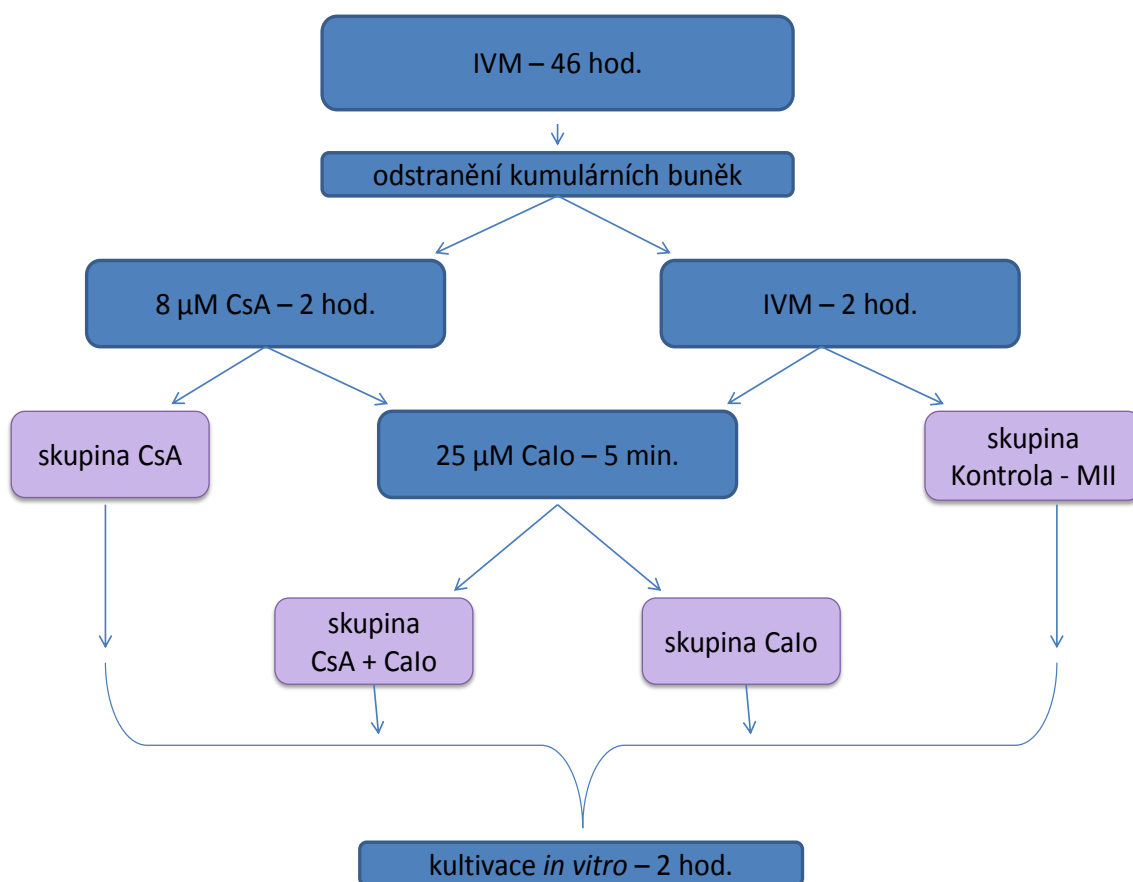 IVM – 46 hod.
odstranění kumulárních buněk
8 µM CsA – 2 hod.
IVM – 2 hod.
skupina CsA
25 µM CaIo – 5 min.
skupina
Kontrola - MII
skupina
CsA + CaIo
skupina CaIo
kultivace in vitro – 2 hod.